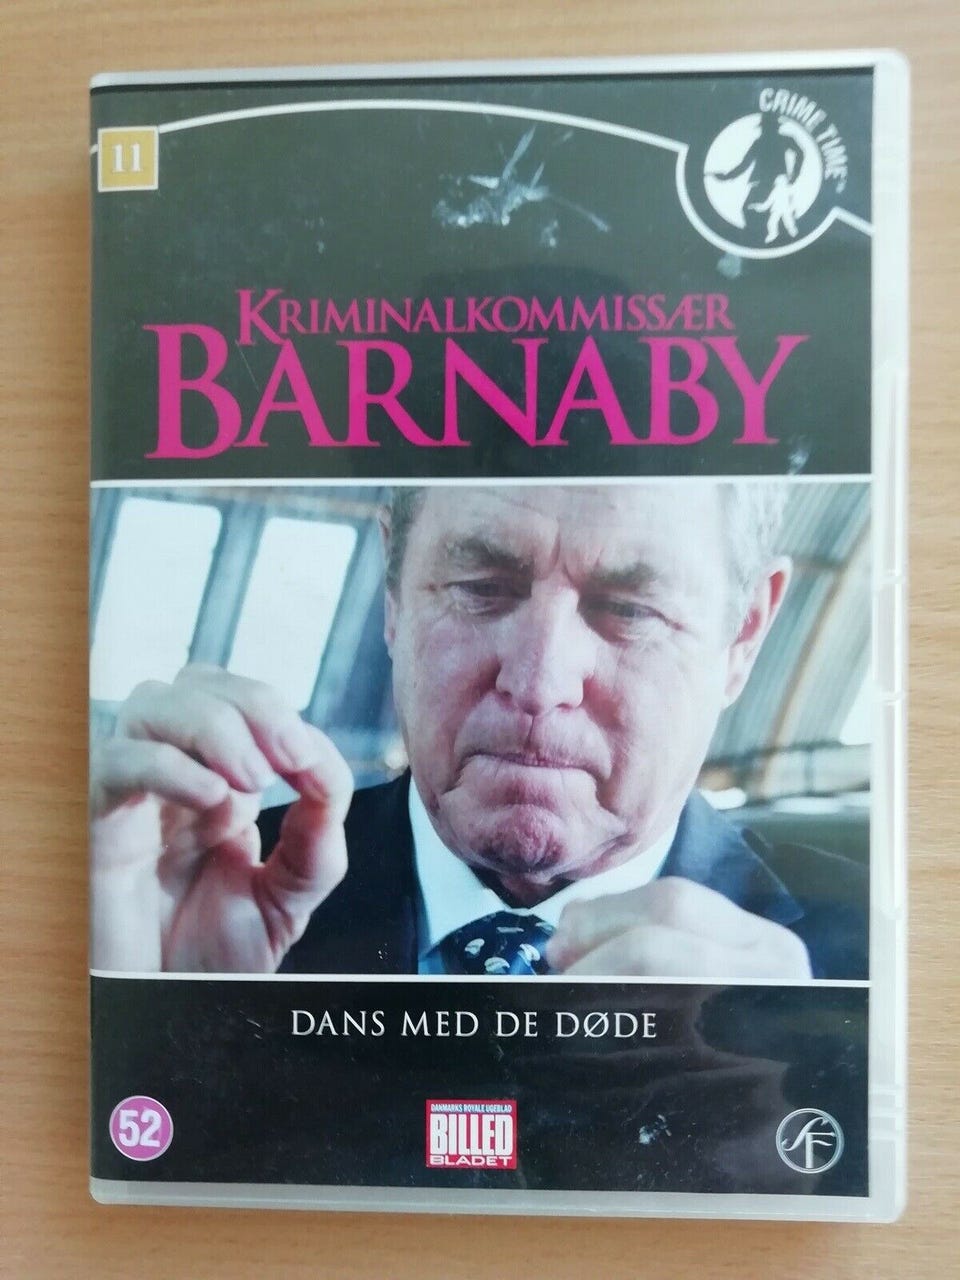 11
CRIME TIME
KRIMINALKOMMISSÆR
BARNABY
DANS MED DE DØDE
52
DANMARKS ROYALE UGEBLAD
BILLED
BLADET
SF